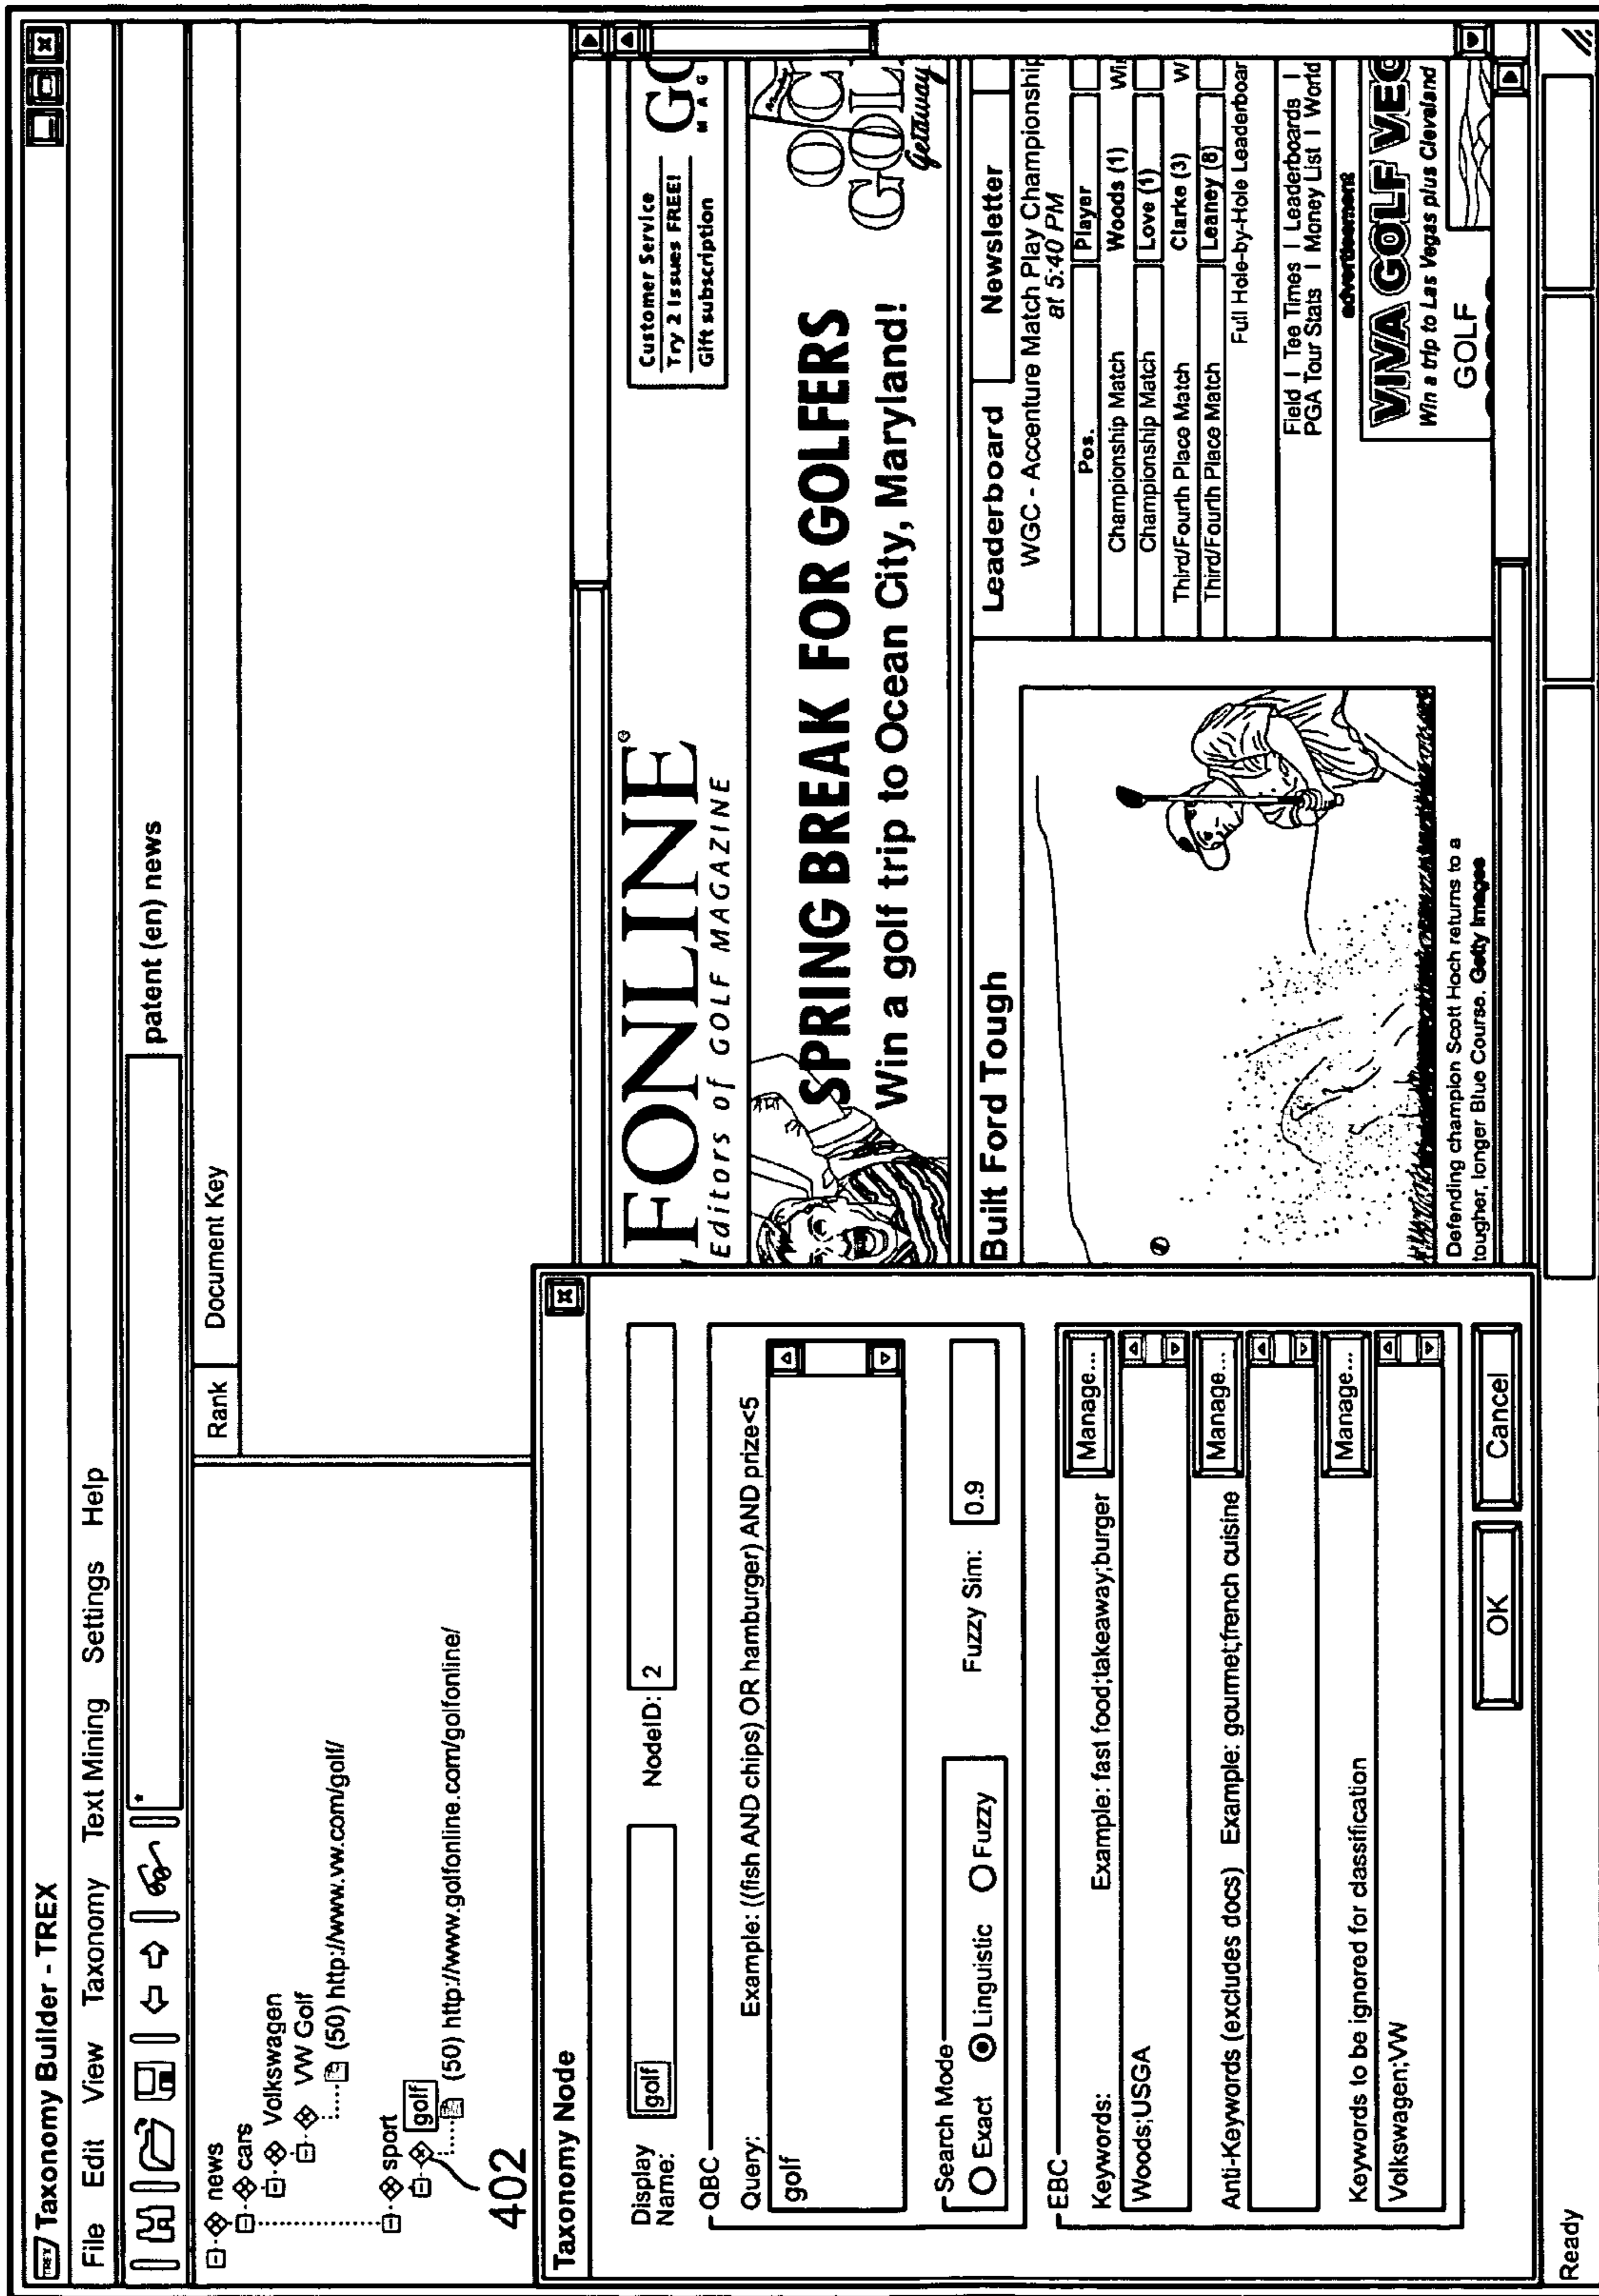 TREX Taxonomy Builder - TREX
File Edit View Taxonomy Text Mining Settings Help
* patent (en) news
news
cars
Volkswagen
VW Golf
(50) http://www.vw.com/golf/
sport
golf
(50) http://www.golfonline.com/golfonline/
402
Rank Document Key
Taxonomy Node
Display Name: golf NodeID: 2
QBC
Query: Example: ((fish AND chips) OR hamburger) AND prize<5
golf
Search Mode
Exact Linguistic Fuzzy Fuzzy Sim: 0.9
EBC
Keywords: Example: fast food;takeaway;burger Manage...
Woods;USGA
Anti-Keywords (excludes docs) Example: gourmet;french cuisine Manage...
Keywords to be ignored for classification Manage...
Volkswagen;VW
OK Cancel
Ready
FONLINE
Editors of GOLF MAGAZINE
Customer Service
Try 2 Issues FREE!
Gift subscription
GO
MAG
SPRING BREAK FOR GOLFERS
Win a golf trip to Ocean City, Maryland!
OC
GOL
Getaway
Built Ford Tough
Defending champion Scott Hoch returns to a
tougher, longer Blue Course. Getty Images
Leaderboard Newsletter
WGC - Accenture Match Play Championship
at 5:40 PM
Pos. Player
Championship Match Woods (1) Wi
Championship Match Love (1)
Third/Fourth Place Match Clarke (3) W
Third/Fourth Place Match Leaney (8)
Full Hole-by-Hole Leaderboar
Field | Tee Times | Leaderboards |
PGA Tour Stats | Money List | World
advertisement
VIVA GOLF VEG
Win a trip to Las Vegas plus Cleveland
GOLF